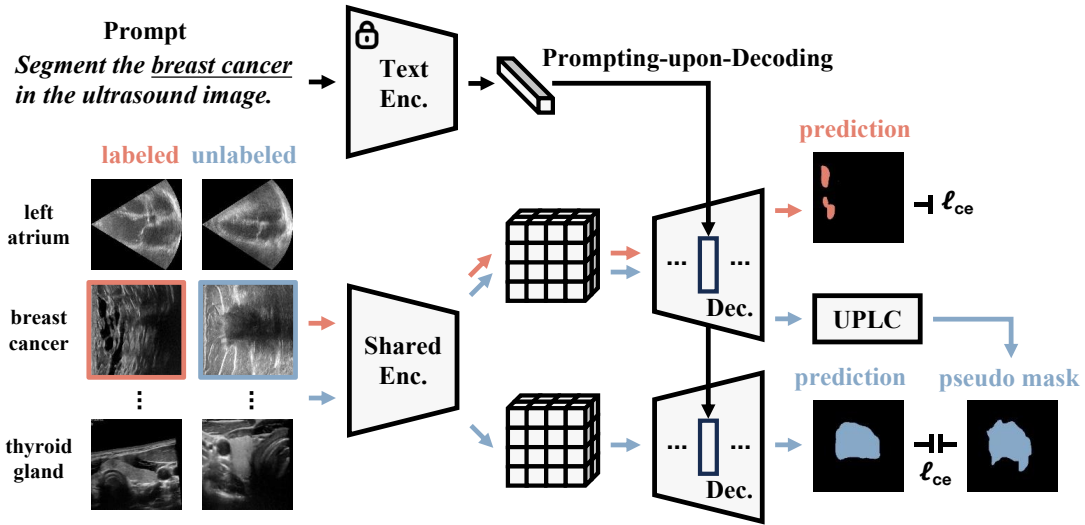 Prompt
Segment the breast cancer
in the ultrasound image.
Text
Enc.
Prompting-upon-Decoding
labeled
unlabeled
left
atrium
breast
cancer
...
...
thyroid
gland
Shared
Enc.
...
...
Dec.
prediction
ℓce
UPLC
...
...
Dec.
prediction
pseudo mask
ℓce